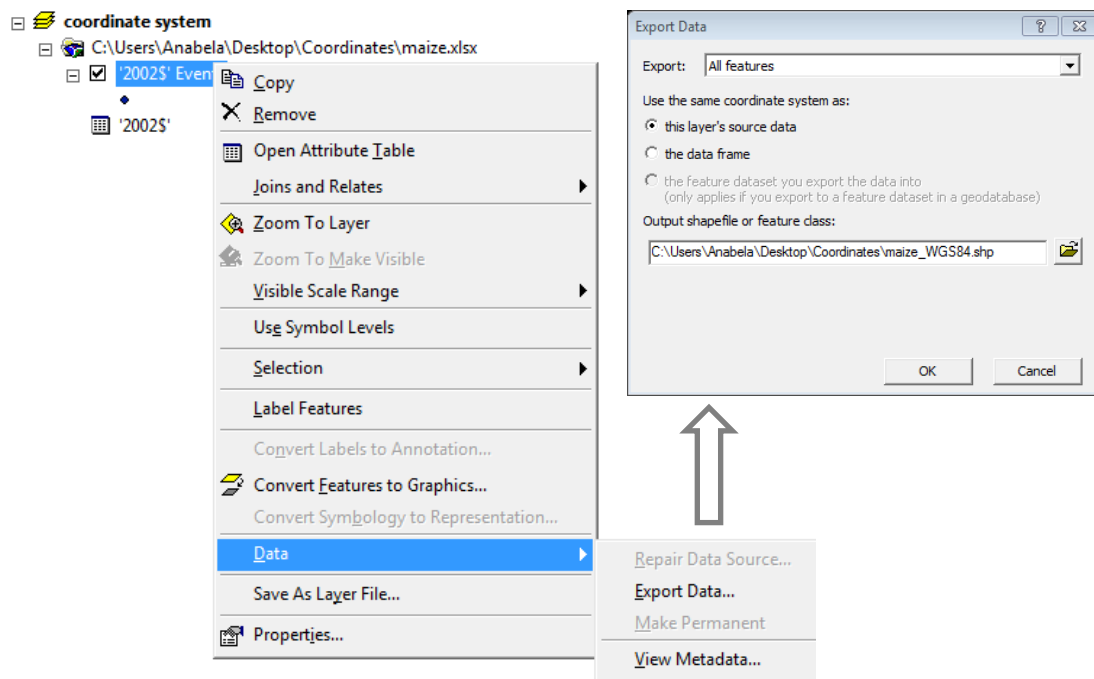 coordinate system
C:\Users\Anabela\Desktop\Coordinates\maize.xlsx
'2002$' Even
'2002$'
Copy
Remove
Open Attribute Table
Joins and Relates
Zoom To Layer
Zoom To Make Visible
Visible Scale Range
Use Symbol Levels
Selection
Label Features
Convert Labels to Annotation...
Convert Features to Graphics...
Convert Symbology to Representation...
Data
Save As Layer File...
Properties...
Repair Data Source...
Export Data...
Make Permanent
View Metadata...
Export Data
Export: All features
Use the same coordinate system as:
this layer's source data
the data frame
the feature dataset you export the data into
(only applies if you export to a feature dataset in a geodatabase)
Output shapefile or feature class:
C:\Users\Anabela\Desktop\Coordinates\maize_WGS84.shp
OK Cancel